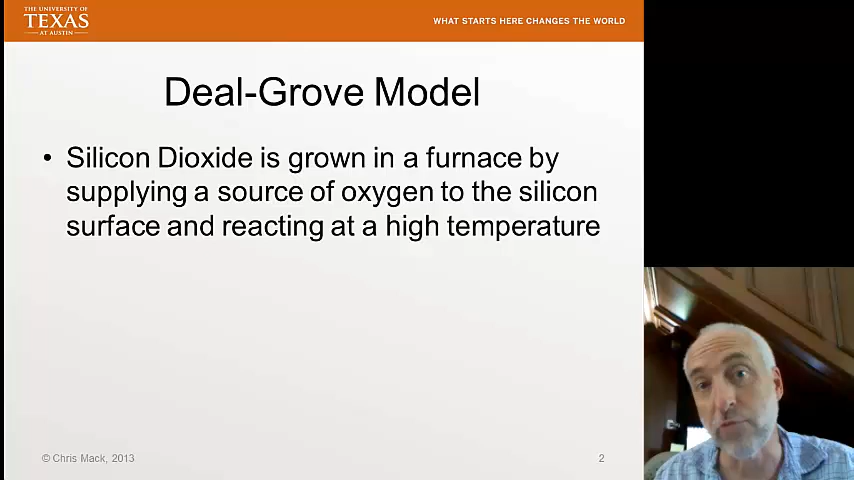 THE UNIVERSITY OF
TEXAS
AT AUSTIN
WHAT STARTS HERE CHANGES THE WORLD
Deal-Grove Model
• Silicon Dioxide is grown in a furnace by
supplying a source of oxygen to the silicon
surface and reacting at a high temperature
© Chris Mack, 2013
2